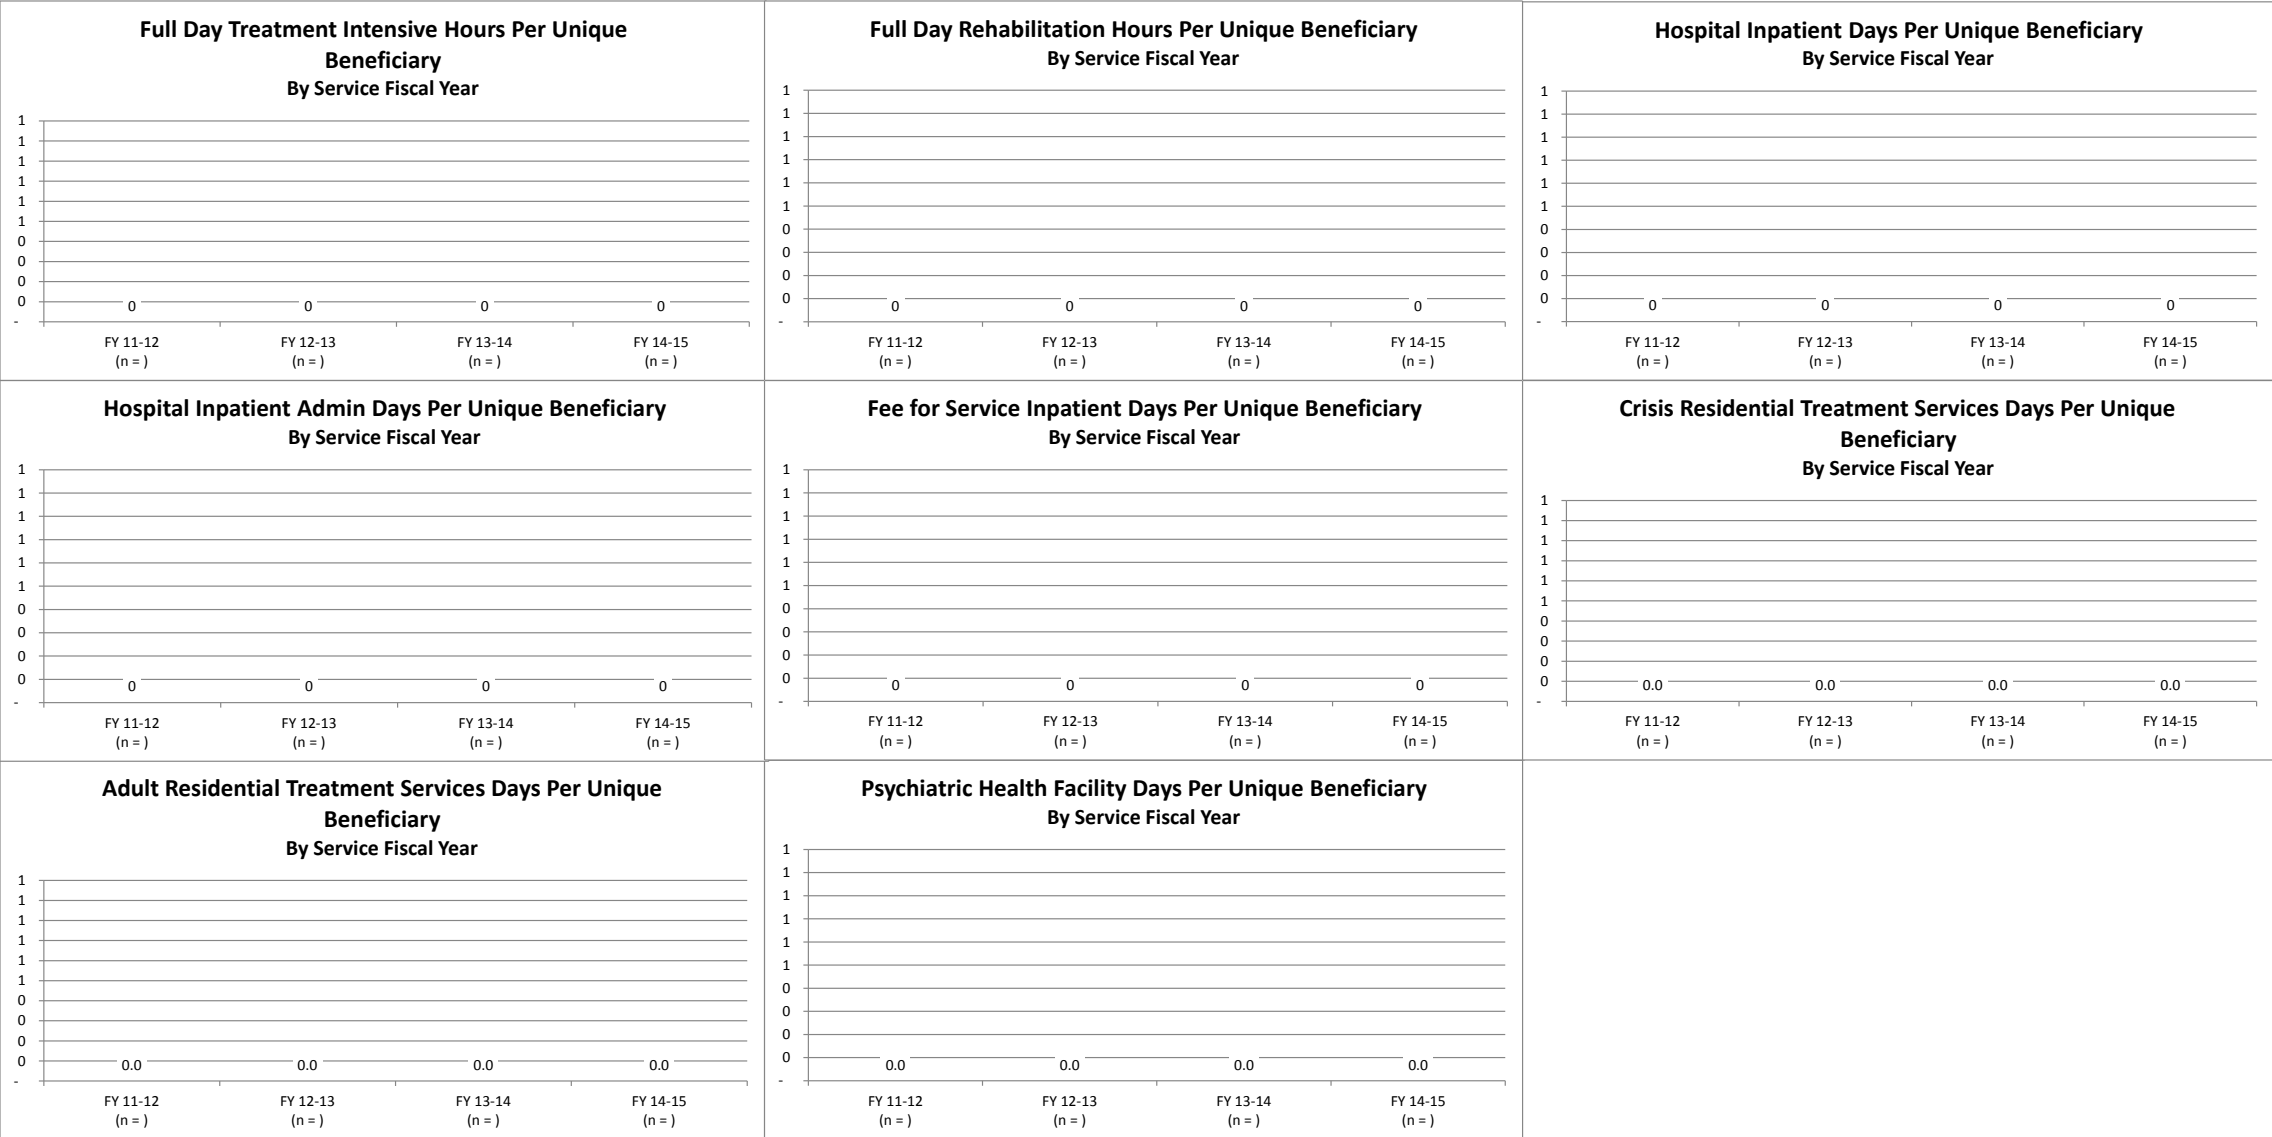 Full Day Treatment Intensive Hours Per Unique
Beneficiary
By Service Fiscal Year
1
1
1
1
1
1
0
0
0
0
-
0 0 0 0
FY 11-12 FY 12-13 FY 13-14 FY 14-15
(n = ) (n = ) (n = ) (n = )
Full Day Rehabilitation Hours Per Unique Beneficiary
By Service Fiscal Year
1
1
1
1
1
1
0
0
0
0
-
0 0 0 0
FY 11-12 FY 12-13 FY 13-14 FY 14-15
(n = ) (n = ) (n = ) (n = )
Hospital Inpatient Days Per Unique Beneficiary
By Service Fiscal Year
1
1
1
1
1
1
0
0
0
0
-
0 0 0 0
FY 11-12 FY 12-13 FY 13-14 FY 14-15
(n = ) (n = ) (n = ) (n = )
Hospital Inpatient Admin Days Per Unique Beneficiary
By Service Fiscal Year
1
1
1
1
1
1
0
0
0
0
-
0 0 0 0
FY 11-12 FY 12-13 FY 13-14 FY 14-15
(n = ) (n = ) (n = ) (n = )
Fee for Service Inpatient Days Per Unique Beneficiary
By Service Fiscal Year
1
1
1
1
1
1
0
0
0
0
-
0 0 0 0
FY 11-12 FY 12-13 FY 13-14 FY 14-15
(n = ) (n = ) (n = ) (n = )
Crisis Residential Treatment Services Days Per Unique
Beneficiary
By Service Fiscal Year
1
1
1
1
1
1
0
0
0
0
-
0.0 0.0 0.0 0.0
FY 11-12 FY 12-13 FY 13-14 FY 14-15
(n = ) (n = ) (n = ) (n = )
Adult Residential Treatment Services Days Per Unique
Beneficiary
By Service Fiscal Year
1
1
1
1
1
1
0
0
0
0
-
0.0 0.0 0.0 0.0
FY 11-12 FY 12-13 FY 13-14 FY 14-15
(n = ) (n = ) (n = ) (n = )
Psychiatric Health Facility Days Per Unique Beneficiary
By Service Fiscal Year
1
1
1
1
1
1
0
0
0
0
-
0.0 0.0 0.0 0.0
FY 11-12 FY 12-13 FY 13-14 FY 14-15
(n = ) (n = ) (n = ) (n = )